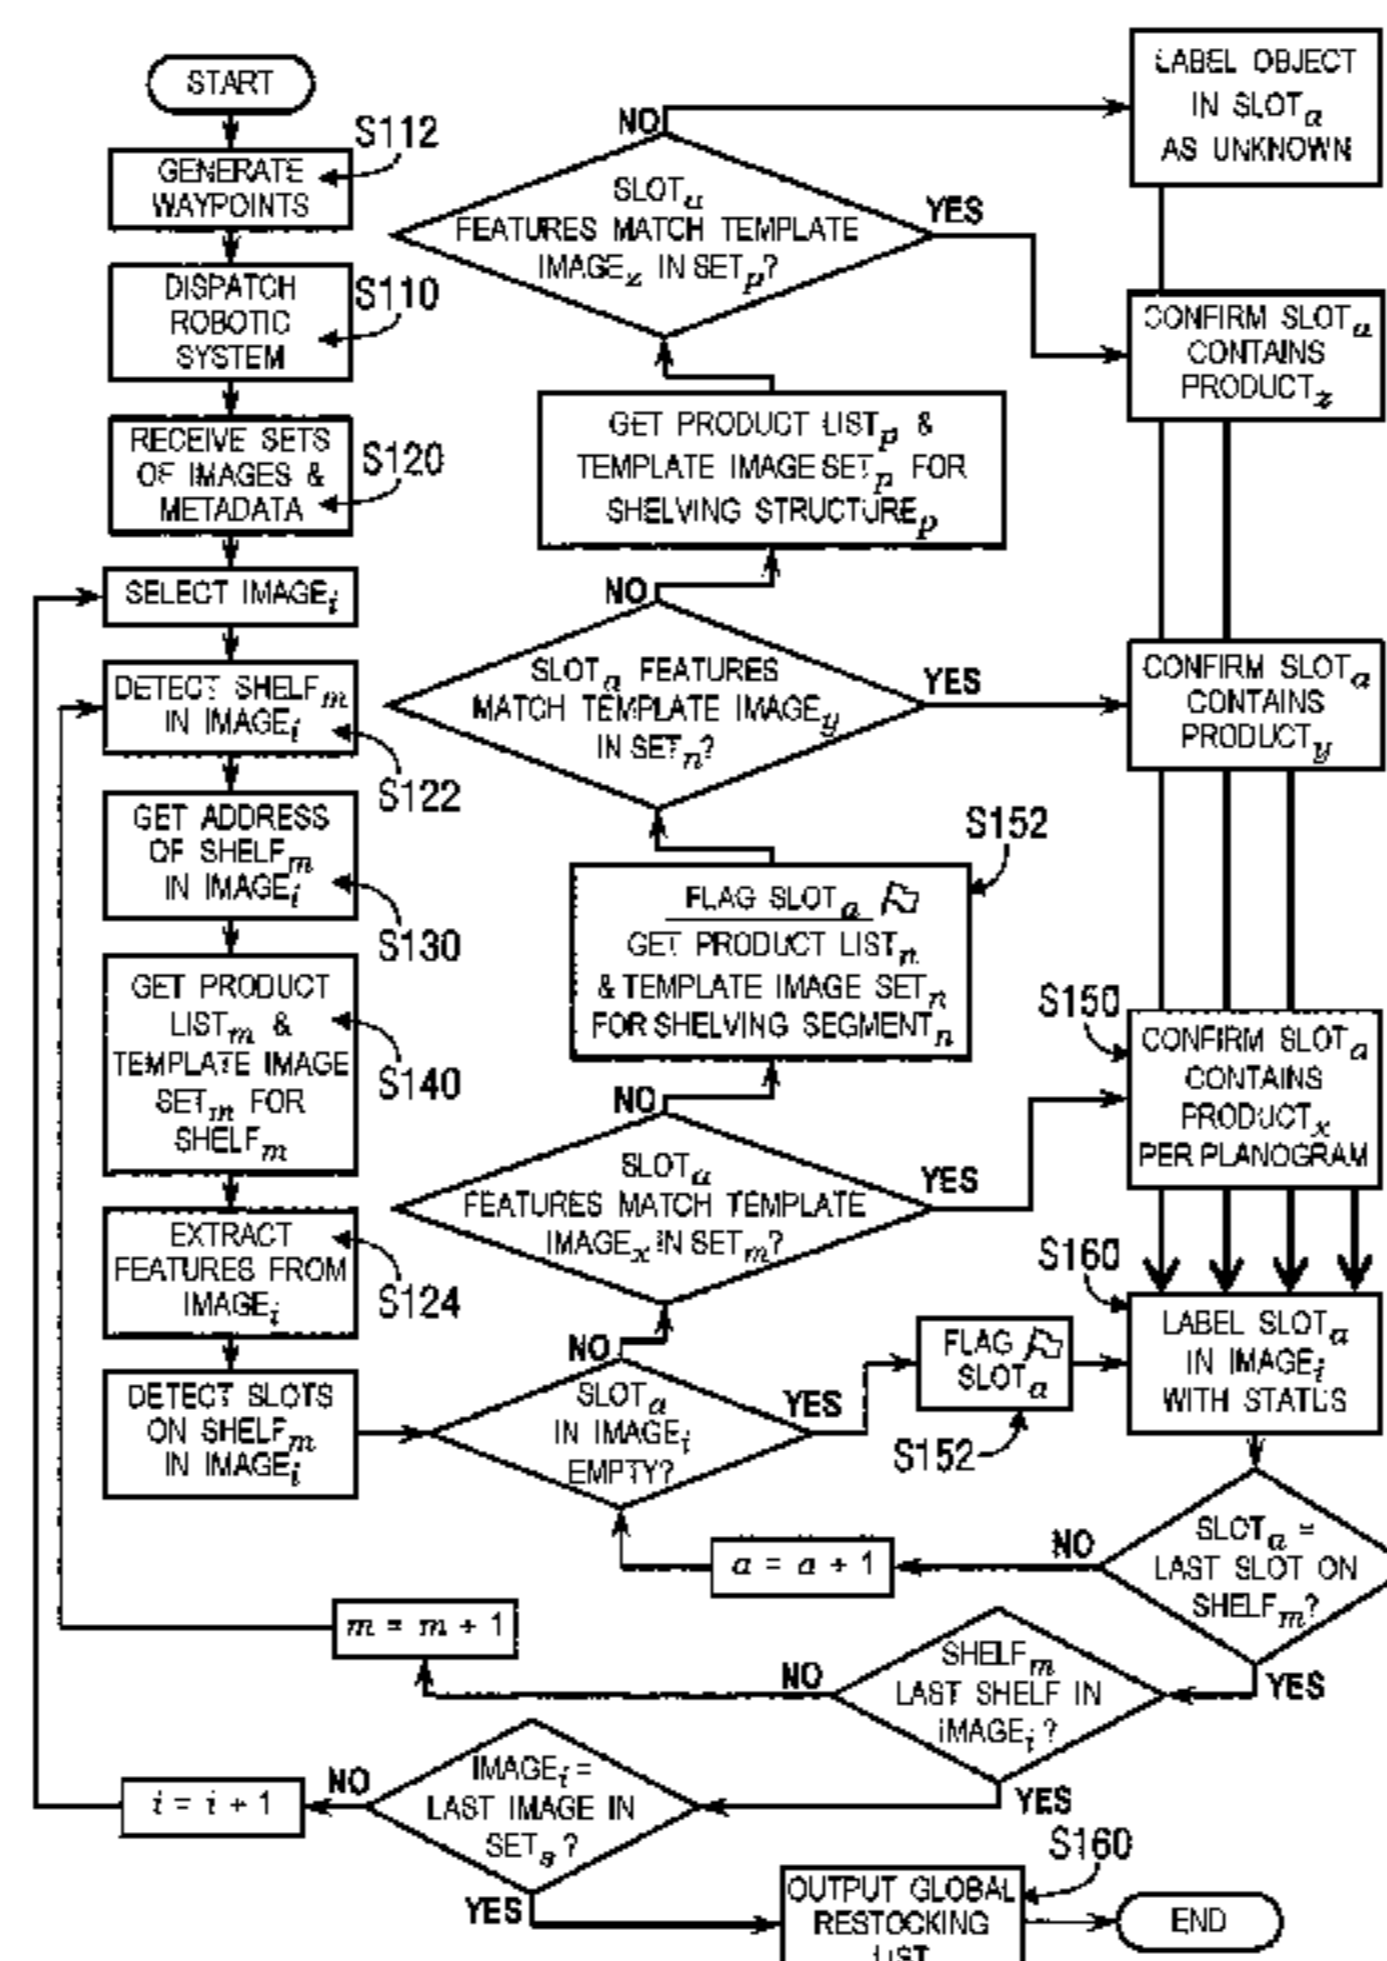 START
S112
GENERATE
WAYPOINTS
DISPATCH
ROBOTIC
SYSTEM
S110
RECEIVE SETS
OF IMAGES &
METADATA
S120
SELECT IMAGEi
DETECT SHELFm
IN IMAGEi
S122
GET ADDRESS
OF SHELFm
IN IMAGEi
S130
GET PRODUCT
LISTm &
TEMPLATE IMAGE
SETm FOR
SHELFm
S140
EXTRACT
FEATURES FROM
IMAGEi
S124
DETECT SLOTS
ON SHELFm
IN IMAGEi
SLOTa
IN IMAGEi
EMPTY?
NO
YES
FLAG
SLOTa
S152
SLOTa
FEATURES MATCH TEMPLATE
IMAGEx IN SETm?
NO
YES
FLAG SLOTa
GET PRODUCT LISTn
& TEMPLATE IMAGE SETn
FOR SHELVING SEGMENTn
S152
SLOTa FEATURES
MATCH TEMPLATE IMAGEy
IN SETn?
NO
YES
GET PRODUCT LISTp &
TEMPLATE IMAGE SETp FOR
SHELVING STRUCTUREp
SLOTa
FEATURES MATCH TEMPLATE
IMAGEz IN SETp?
NO
YES
LABEL OBJECT
IN SLOTa
AS UNKNOWN
CONFIRM SLOTa
CONTAINS
PRODUCTz
CONFIRM SLOTa
CONTAINS
PRODUCTy
S150
CONFIRM SLOTa
CONTAINS
PRODUCTx
PER PLANOGRAM
S160
LABEL SLOTa
IN IMAGEi
WITH STATUS
SLOTa =
LAST SLOT ON
SHELFm?
NO
YES
a = a + 1
SHELFm
LAST SHELF IN
IMAGEi?
NO
YES
m = m + 1
IMAGEi =
LAST IMAGE IN
SETs?
NO
YES
i = i + 1
S160
OUTPUT GLOBAL
RESTOCKING
LIST
END